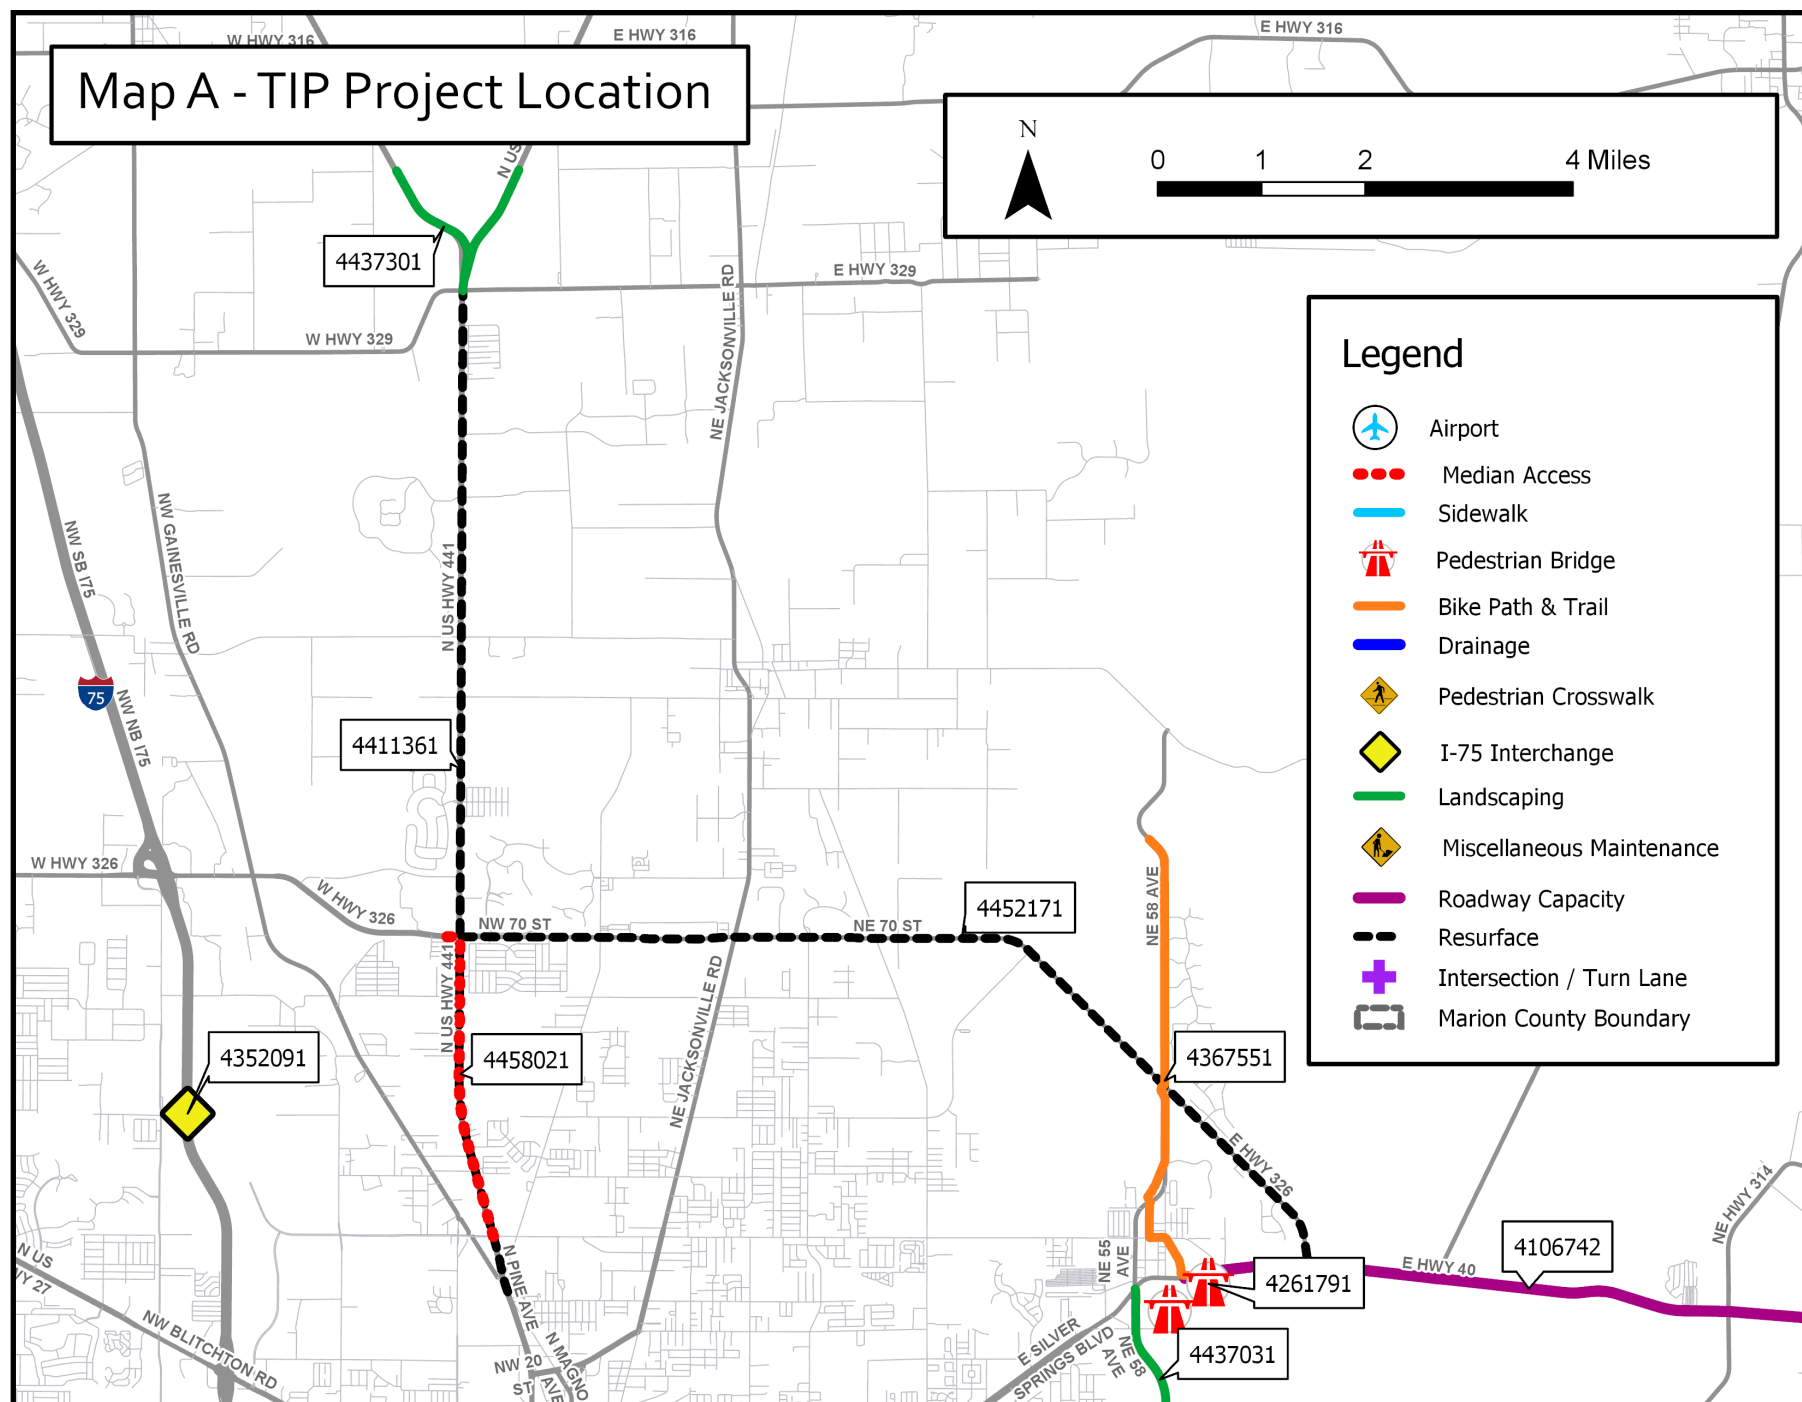 W HWY 316
E HWY 316
E HWY 316
Map A - TIP Project Location
N US
N
0 1 2 4 Miles
4437301
W HWY 329
E HWY 329
W HWY 329
NE JACKSONVILLE RD
Legend
Airport
Median Access
Sidewalk
Pedestrian Bridge
Bike Path & Trail
Drainage
Pedestrian Crosswalk
I-75 Interchange
Landscaping
Miscellaneous Maintenance
Roadway Capacity
Resurface
Intersection / Turn Lane
Marion County Boundary
NW SB I75
NW GAINESVILLE RD
N US HWY 441
75
NW NB I75
4411361
W HWY 326
W HWY 326
NW 70 ST
NE 70 ST
4452171
NE 58 AVE
N US HWY 441
NE JACKSONVILLE RD
4352091
4458021
4367551
E HWY 326
NE HWY 314
N US
WY 27
N PINE AVE
NE 55
AVE
4261791
E HWY 40
4106742
NW BLITCHTON RD
NW 20
ST
N MAGNO
AVE
E SILVER
SPRINGS BLVD
NE 58
AVE
4437031